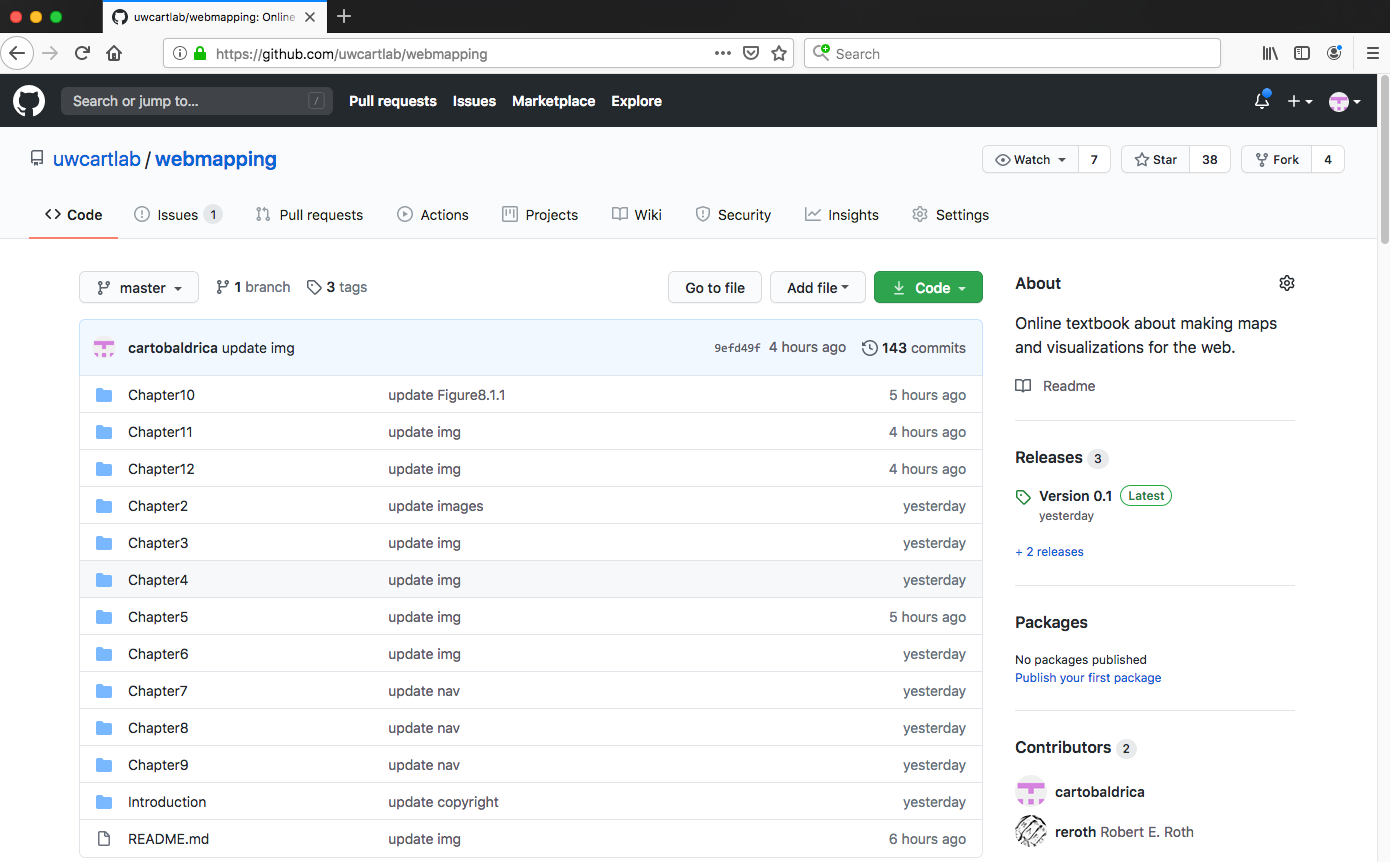 uwcartlab/webmapping: Online
https://github.com/uwcartlab/webmapping
Search
Search or jump to...
/
Pull requests
Issues
Marketplace
Explore
uwcartlab / webmapping
Watch 7
Star 38
Fork 4
Code
Issues 1
Pull requests
Actions
Projects
Wiki
Security
Insights
Settings
master
1 branch
3 tags
Go to file
Add file
Code
cartobaldrica update img 9efd49f 4 hours ago 143 commits
Chapter10 update Figure8.1.1 5 hours ago
Chapter11 update img 4 hours ago
Chapter12 update img 4 hours ago
Chapter2 update images yesterday
Chapter3 update img yesterday
Chapter4 update img yesterday
Chapter5 update img 5 hours ago
Chapter6 update img yesterday
Chapter7 update nav yesterday
Chapter8 update nav yesterday
Chapter9 update nav yesterday
Introduction update copyright yesterday
README.md update img 6 hours ago
About
Online textbook about making maps
and visualizations for the web.
Readme
Releases 3
Version 0.1 Latest
yesterday
+ 2 releases
Packages
No packages published
Publish your first package
Contributors 2
cartobaldrica
reroth Robert E. Roth